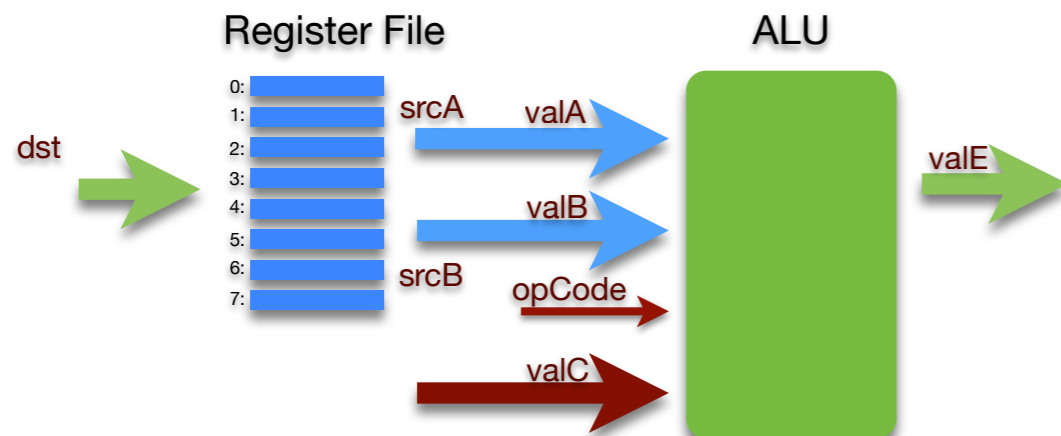 Register File
ALU
0:
1:
2:
3:
4:
5:
6:
7:
dst
srcA
valA
valB
srcB
opCode
valC
valE